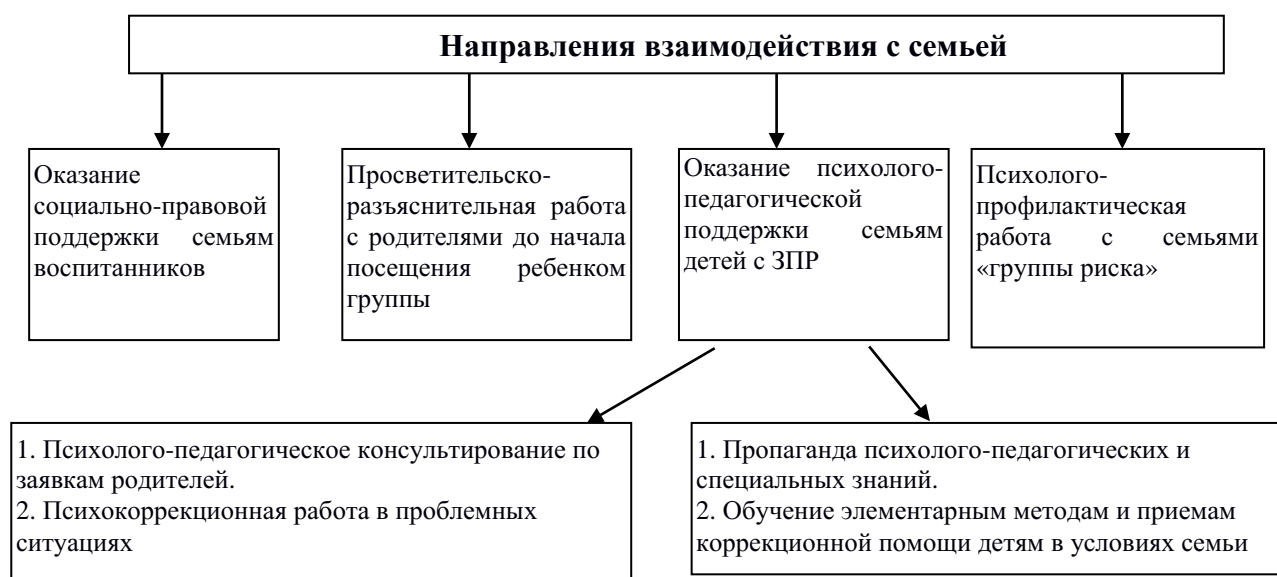 Направления взаимодействия с семьей
Оказание
социально-правовой
поддержки семьям
воспитанников
Просветительско-
разъяснительная работа
с родителями до начала
посещения ребенком
группы
Оказание психолого-
педагогической
поддержки семьям
детей с ЗПР
Психолого-
профилактическая
работа с семьями
«группы риска»
1. Психолого-педагогическое консультирование по
заявкам родителей.
2. Психокоррекционная работа в проблемных
ситуациях
1. Пропаганда психолого-педагогических и
специальных знаний.
2. Обучение элементарным методам и приемам
коррекционной помощи детям в условиях семьи